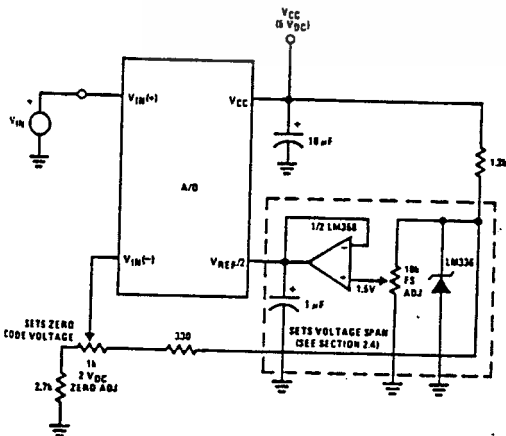 VCC
(5 VDC)
VIN(+)
VCC
+
VIN
+
10 µF
1.3k
A/D
1/2 LM358
VIN(−)
VREF/2
−
+
1.5V
10k
FS
ADJ
LM336
+
1 µF
SETS ZERO
CODE VOLTAGE
330
SETS VOLTAGE SPAN
(SEE SECTION 2.4)
1k
2 VDC
ZERO ADJ
2.7k